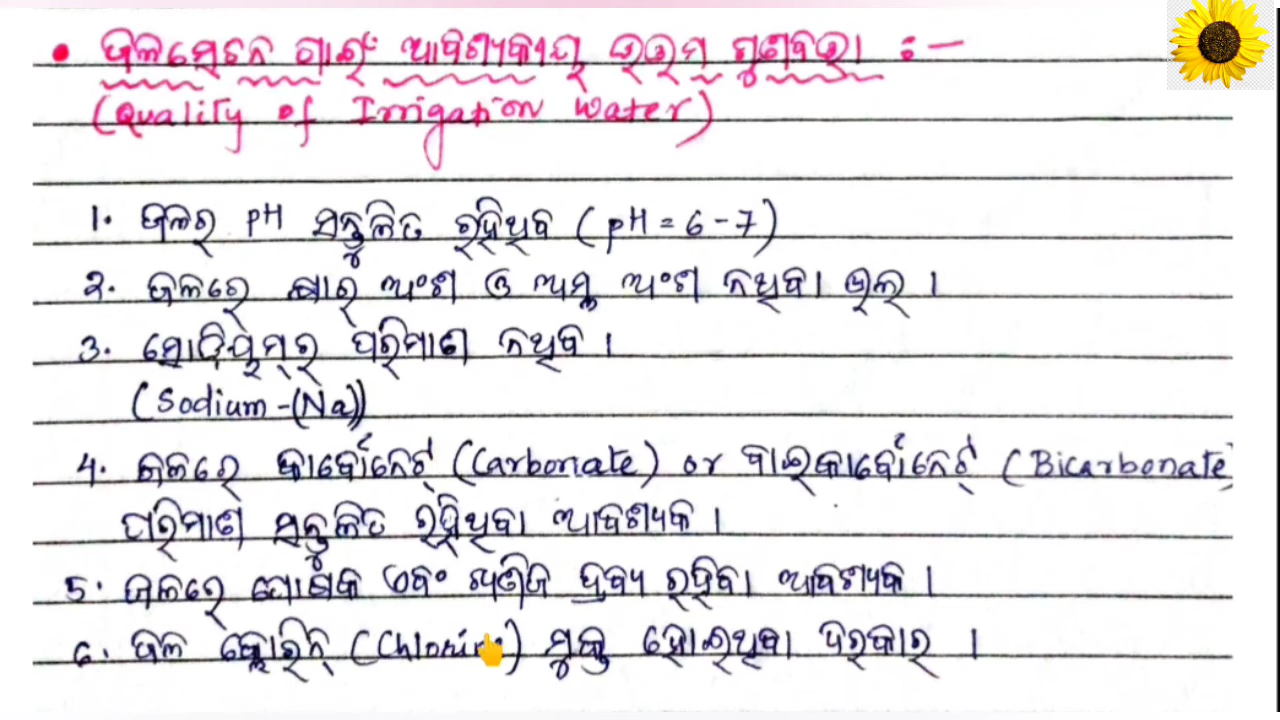 • ଜଳସେଚନ ପାଇଁ ଆବଶ୍ୟକୀୟ ଉତ୍ତମ ଗୁଣବତ୍ତା :-
(Quality of Irrigation Water)
1. ଜଳର pH ସନ୍ତୁଳିତ ରହିଥିବ (pH = 6 - 7)
2. ଜଳରେ କ୍ଷାର ଅଂଶ ଓ ଅମ୍ଳ ଅଂଶ ନଥିବା ଭଲ ।
3. ସୋଡ଼ିୟମ୍‌ର ପରିମାଣ ନଥିବ ।
(Sodium -(Na))
4. ଜଳରେ କାର୍ବୋନେଟ୍ (Carbonate) or ବାଇକାର୍ବୋନେଟ୍ (Bicarbonate)
ପରିମାଣ ସନ୍ତୁଳିତ ରହିଥିବା ଆବଶ୍ୟକ ।
5. ଜଳରେ ପୋଷକ ଏବଂ ଖଣିଜ ଦ୍ରବ୍ୟ ରହିବା ଆବଶ୍ୟକ ।
6. ଜଳ କ୍ଲୋରିନ୍ (Chlorine) ମୁକ୍ତ ହୋଇଥିବା ଦରକାର ।